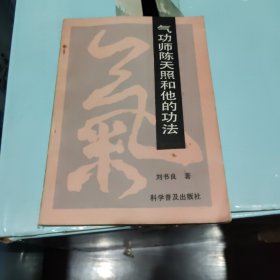 气功师陈天照和他的功法
氣
刘书良 著
科学普及出版社